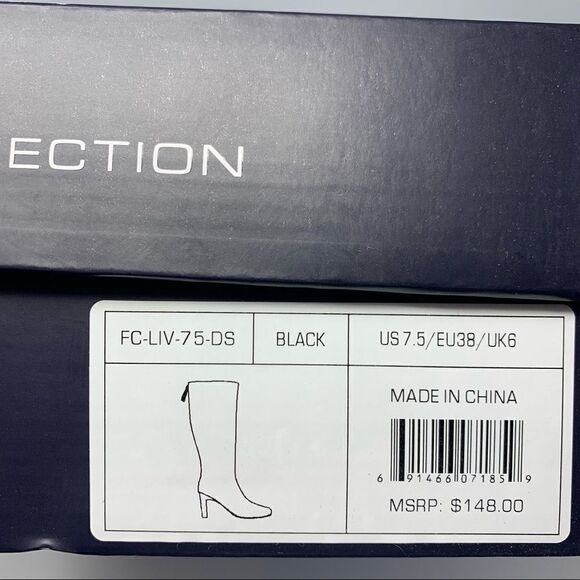 ECTION
FC-LIV-75-DS BLACK US 7.5/EU38/UK6
MADE IN CHINA
6 91466 07185 9
MSRP: $148.00